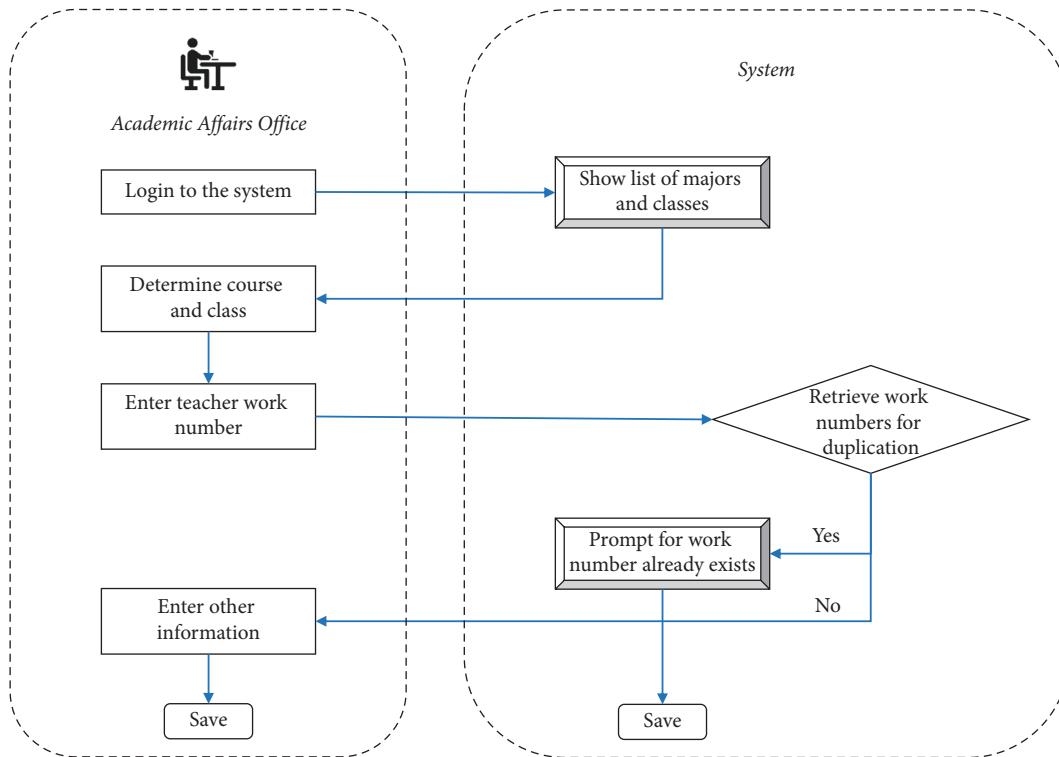 System
Academic Affairs Office
Login to the system
Show list of majors
and classes
Determine course
and class
Enter teacher work
number
Retrieve work
numbers for
duplication
Yes
Prompt for work
number already exists
No
Enter other
information
Save
Save